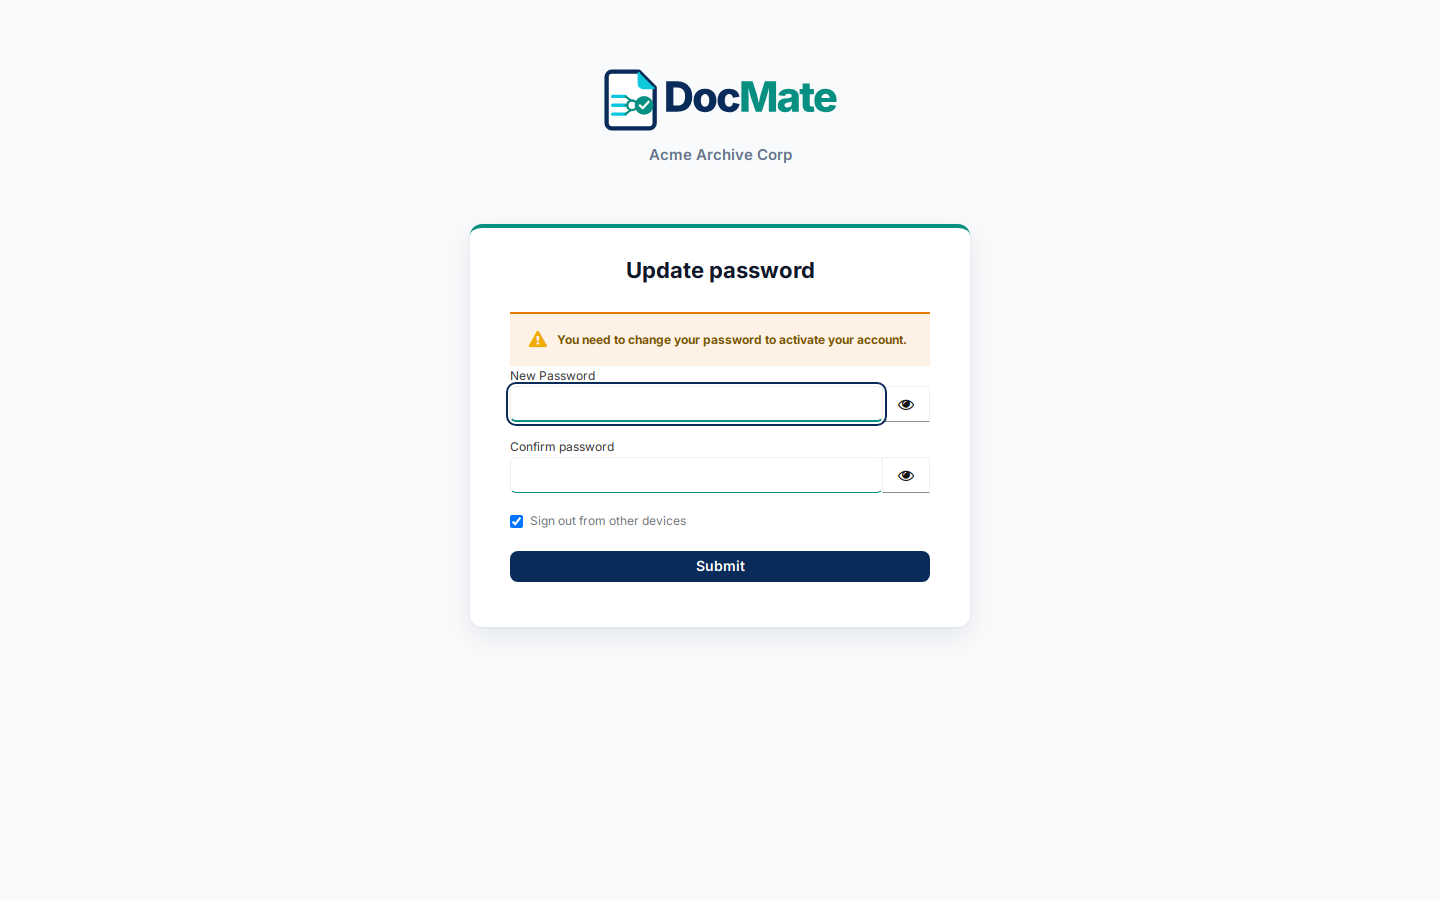 DocMate
Acme Archive Corp
Update password
You need to change your password to activate your account.
New Password
Confirm password
Sign out from other devices
Submit